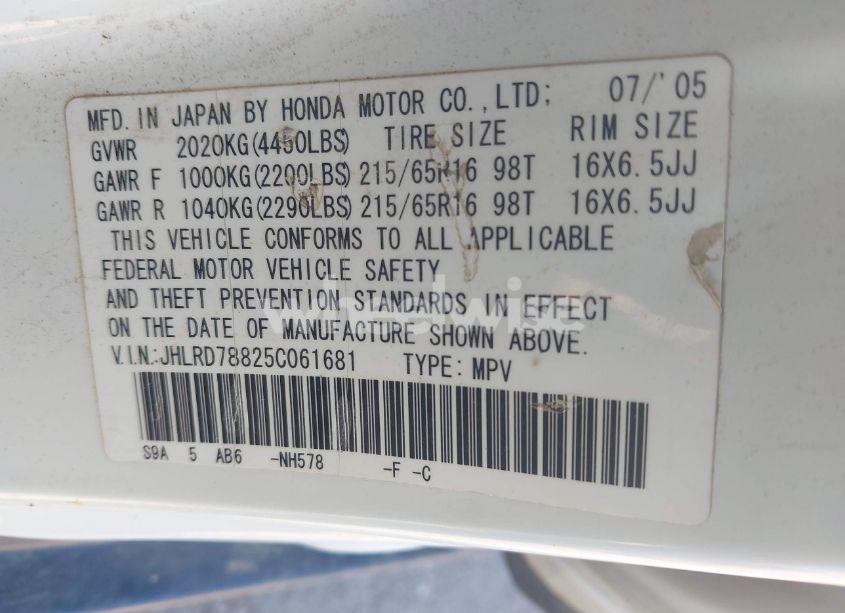 MFD. IN JAPAN BY HONDA MOTOR CO.,LTD; 07/'05
GVWR 2020KG(4450LBS) TIRE SIZE RIM SIZE
GAWR F 1000KG(2200LBS) 215/65R16 98T 16X6.5JJ
GAWR R 1040KG(2290LBS) 215/65R16 98T 16X6.5JJ
THIS VEHICLE CONFORMS TO ALL APPLICABLE
FEDERAL MOTOR VEHICLE SAFETY
AND THEFT PREVENTION STANDARDS IN EFFECT
ON THE DATE OF MANUFACTURE SHOWN ABOVE.
V.I.N.:JHLRD78825C061681 TYPE: MPV
S9A 5 AB6 -NH578 -F -C
wheelwise